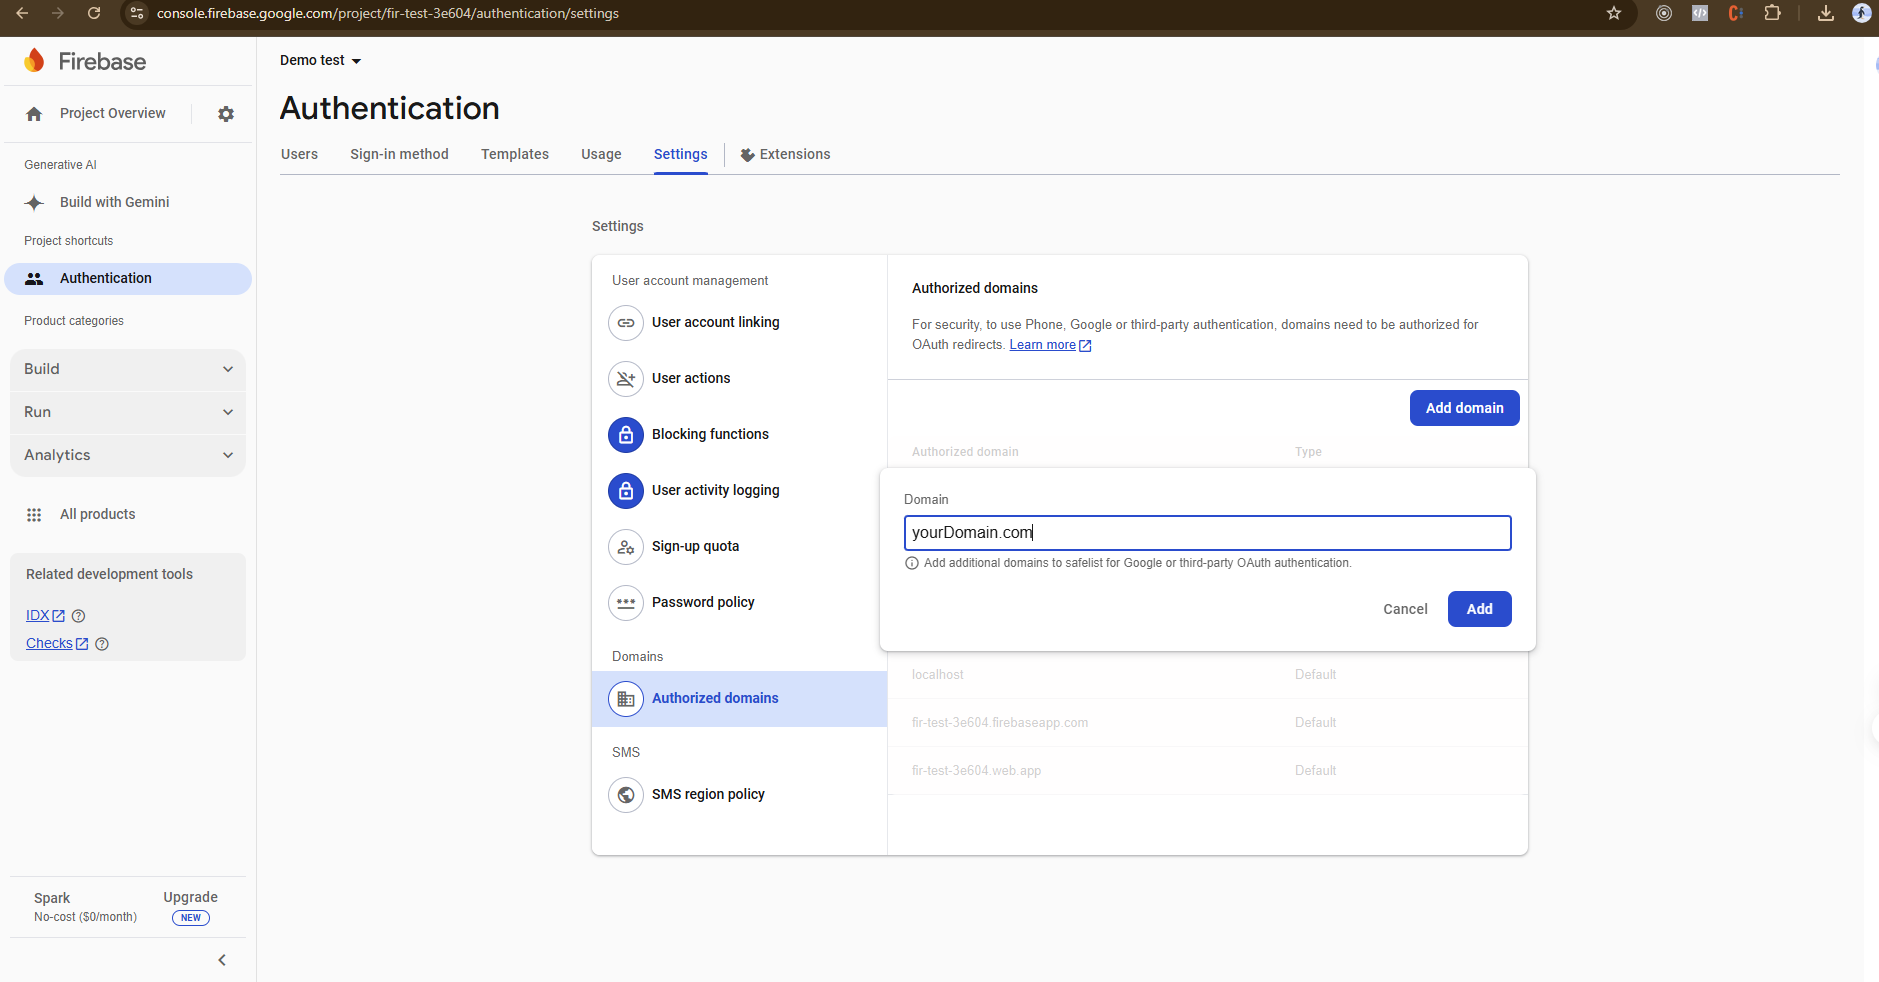 console.firebase.google.com/project/fir-test-3e604/authentication/settings
Firebase
Project Overview
Generative AI
Build with Gemini
Project shortcuts
Authentication
Product categories
Build
Run
Analytics
All products
Related development tools
IDX
Checks
Spark
No-cost ($0/month)
Upgrade
NEW
Demo test
Authentication
Users
Sign-in method
Templates
Usage
Settings
Extensions
Settings
User account management
User account linking
User actions
Blocking functions
User activity logging
Sign-up quota
Password policy
Domains
Authorized domains
SMS
SMS region policy
Authorized domains
For security, to use Phone, Google or third-party authentication, domains need to be authorized for
OAuth redirects. Learn more
Add domain
Authorized domain
Type
Domain
yourDomain.com
Add additional domains to safelist for Google or third-party OAuth authentication.
Cancel
Add
localhost
Default
fir-test-3e604.firebaseapp.com
Default
fir-test-3e604.web.app
Default